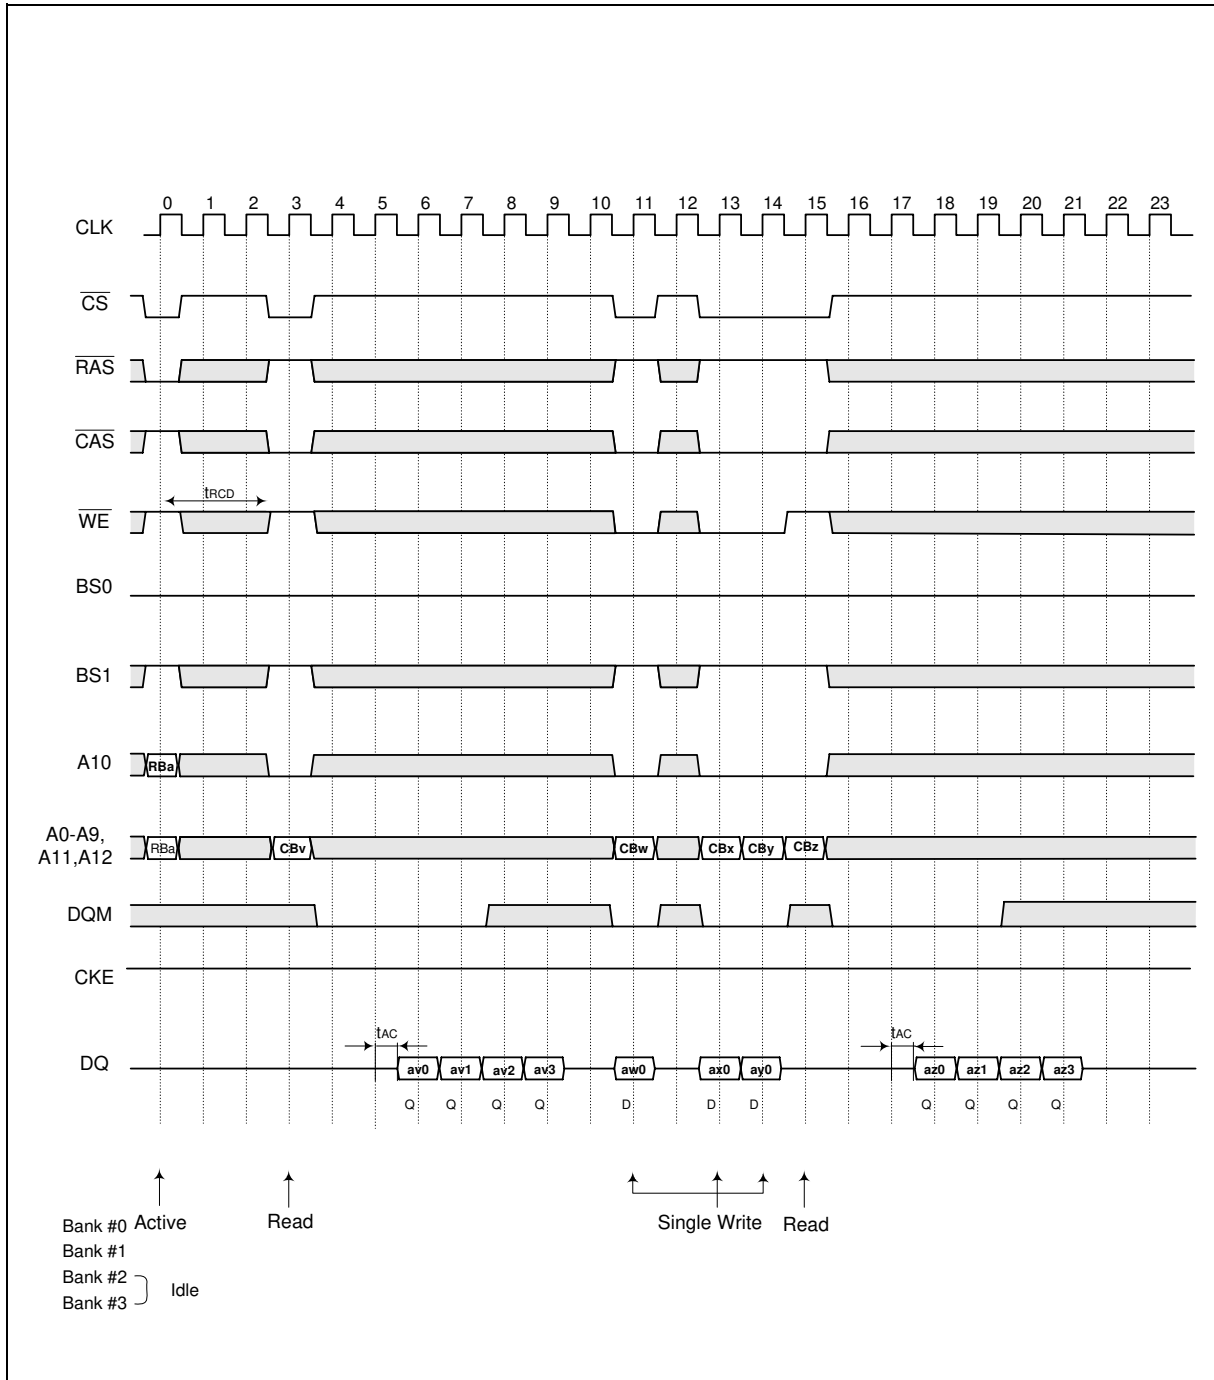 0 1 2 3 4 5 6 7 8 9 10 11 12 13 14 15 16 17 18 19 20 21 22 23
CLK
CS
RAS
CAS
tRCD
WE
BS0
BS1
A10
RBa
A0-A9,
A11,A12
RBa CBv CBw CBx CBy CBz
DQM
CKE
tAC tAC
DQ
av0 av1 av2 av3 aw0 ax0 ay0 az0 az1 az2 az3
Q Q Q Q D D D Q Q Q Q
Bank #0 Active Read Single Write Read
Bank #1
Bank #2
Idle
Bank #3